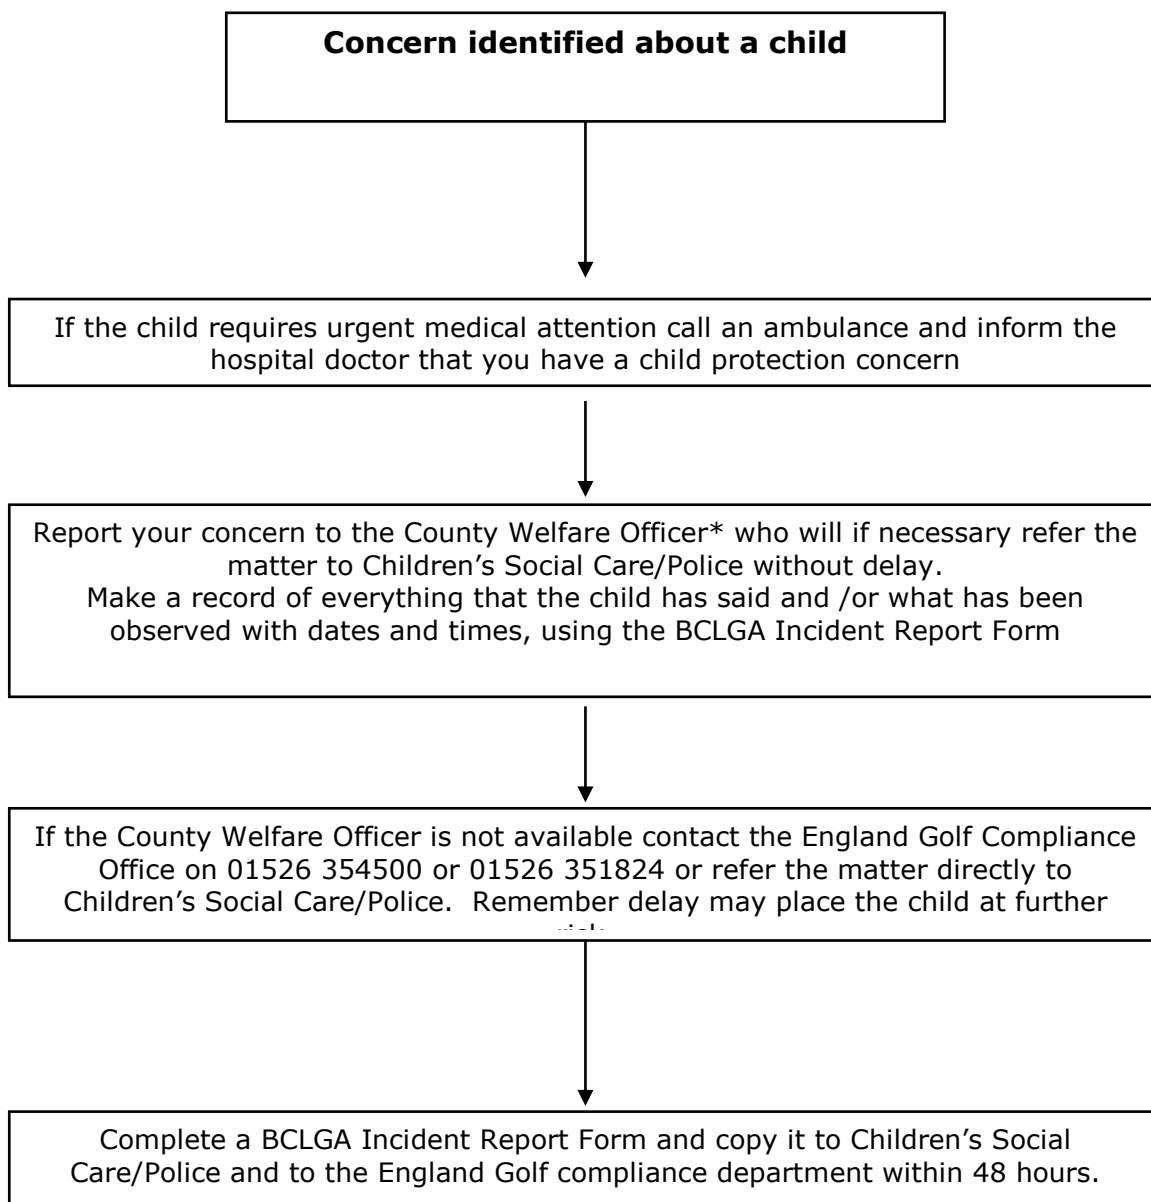 Concern identified about a child
If the child requires urgent medical attention call an ambulance and inform the
hospital doctor that you have a child protection concern
Report your concern to the County Welfare Officer* who will if necessary refer the
matter to Children’s Social Care/Police without delay.
Make a record of everything that the child has said and /or what has been
observed with dates and times, using the BCLGA Incident Report Form
If the County Welfare Officer is not available contact the England Golf Compliance
Office on 01526 354500 or 01526 351824 or refer the matter directly to
Children’s Social Care/Police.  Remember delay may place the child at further
Complete a BCLGA Incident Report Form and copy it to Children’s Social
Care/Police and to the England Golf compliance department within 48 hours.